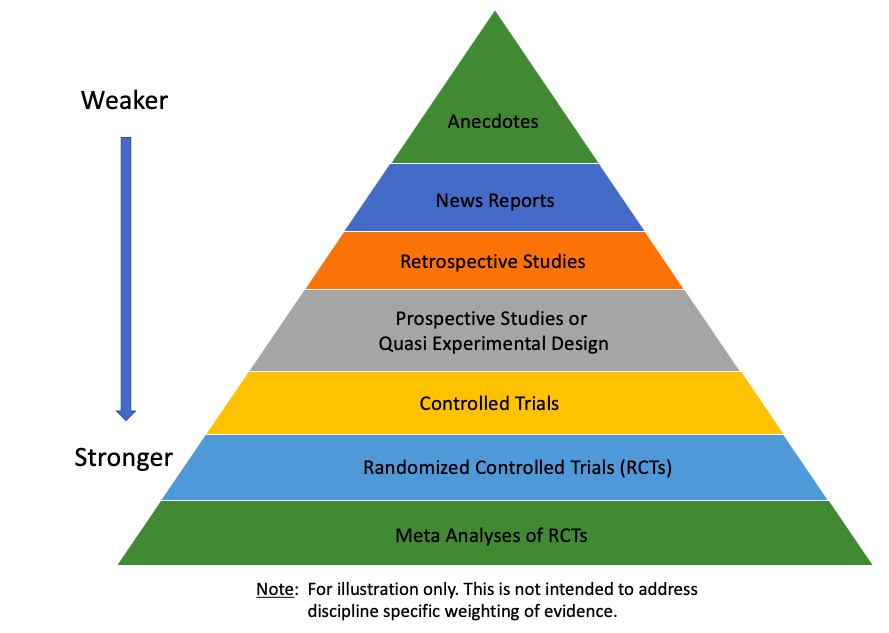 Weaker
Anecdotes
News Reports
Retrospective Studies
Prospective Studies or
Quasi Experimental Design
Controlled Trials
Stronger
Randomized Controlled Trials (RCTs)
Meta Analyses of RCTs
Note: For illustration only. This is not intended to address
discipline specific weighting of evidence.